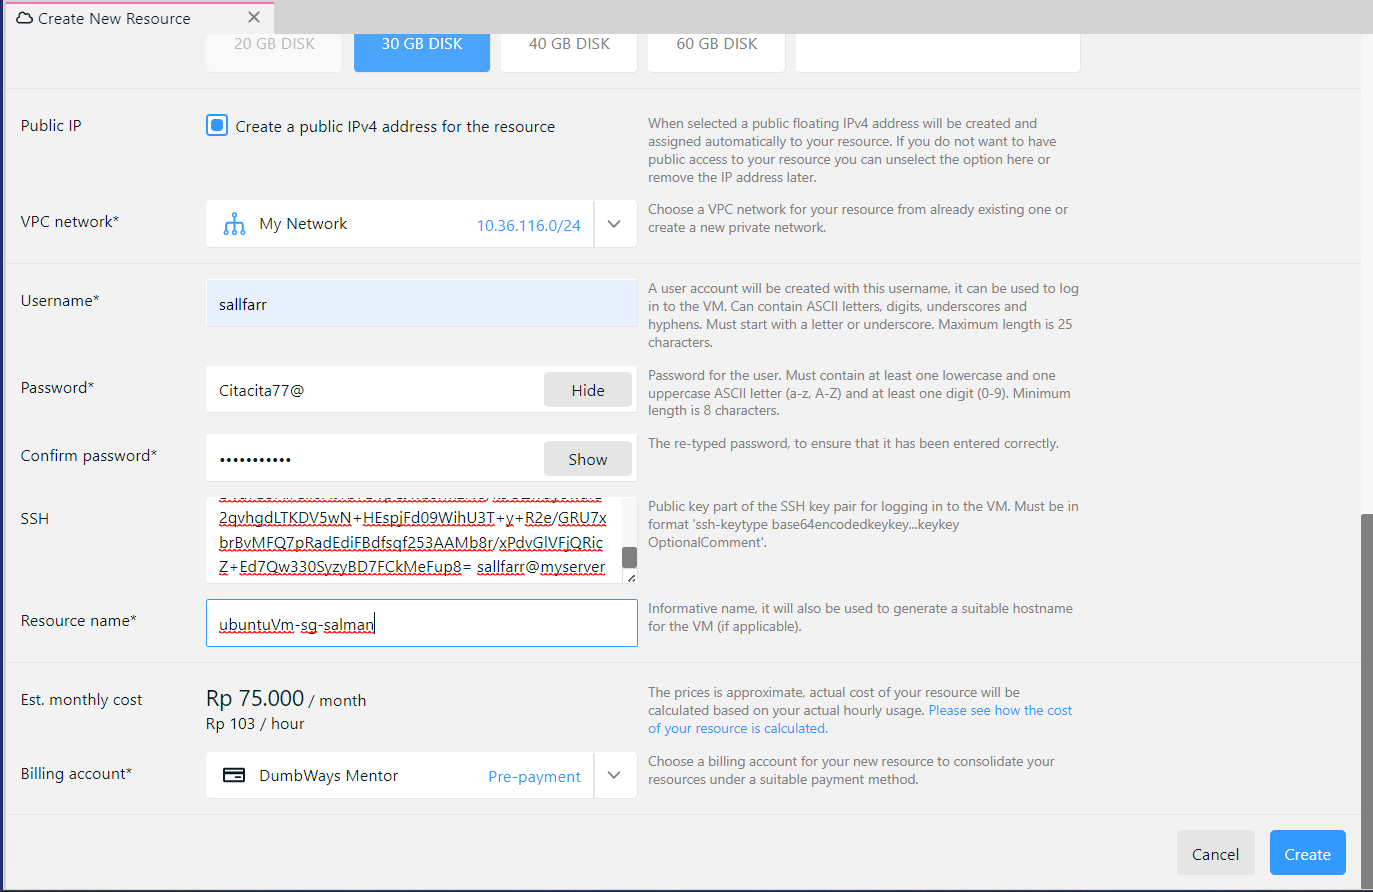 Create New Resource
20 GB DISK
30 GB DISK
40 GB DISK
60 GB DISK
Public IP
Create a public IPv4 address for the resource
When selected a public floating IPv4 address will be created and
assigned automatically to your resource. If you do not want to have
public access to your resource you can unselect the option here or
remove the IP address later.
VPC network*
My Network
10.36.116.0/24
Choose a VPC network for your resource from already existing one or
create a new private network.
Username*
sallfarr
A user account will be created with this username, it can be used to log
in to the VM. Can contain ASCII letters, digits, underscores and
hyphens. Must start with a letter or underscore. Maximum length is 25
characters.
Password*
Citacita77@
Hide
Password for the user. Must contain at least one lowercase and one
uppercase ASCII letter (a-z, A-Z) and at least one digit (0-9). Minimum
length is 8 characters.
Confirm password*
•••••••••••
Show
The re-typed password, to ensure that it has been entered correctly.
SSH
2qvhgdLTKDV5wN+HEspjFd09WihU3T+y+R2e/GRU7x
brBvMFQ7pRadEdiFBdfsqf253AAMb8r/xPdvGlVFjQRic
Z+Ed7Qw330SyzyBD7FCkMeFup8= sallfarr@myserver
Public key part of the SSH key pair for logging in to the VM. Must be in
format 'ssh-keytype base64encodedkeykey...keykey
OptionalComment'.
Resource name*
ubuntuVm-sg-salman
Informative name, it will also be used to generate a suitable hostname
for the VM (if applicable).
Est. monthly cost
Rp 75.000 / month
Rp 103 / hour
The prices is approximate, actual cost of your resource will be
calculated based on your actual hourly usage. Please see how the cost
of your resource is calculated.
Billing account*
DumbWays Mentor
Pre-payment
Choose a billing account for your new resource to consolidate your
resources under a suitable payment method.
Cancel
Create